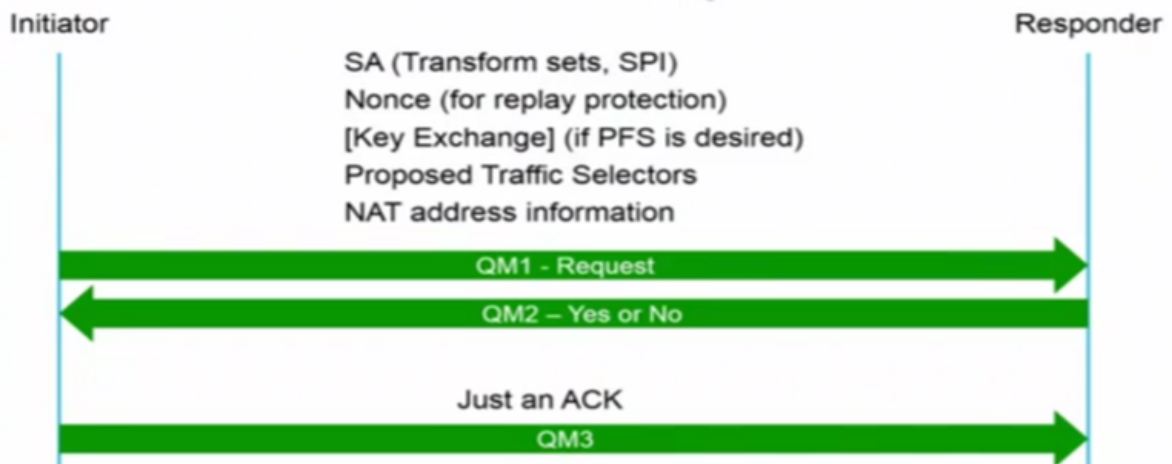 Initiator
Responder
SA (Transform sets, SPI)
Nonce (for replay protection)
[Key Exchange] (if PFS is desired)
Proposed Traffic Selectors
NAT address information
QM1 - Request
QM2 – Yes or No
Just an ACK
QM3